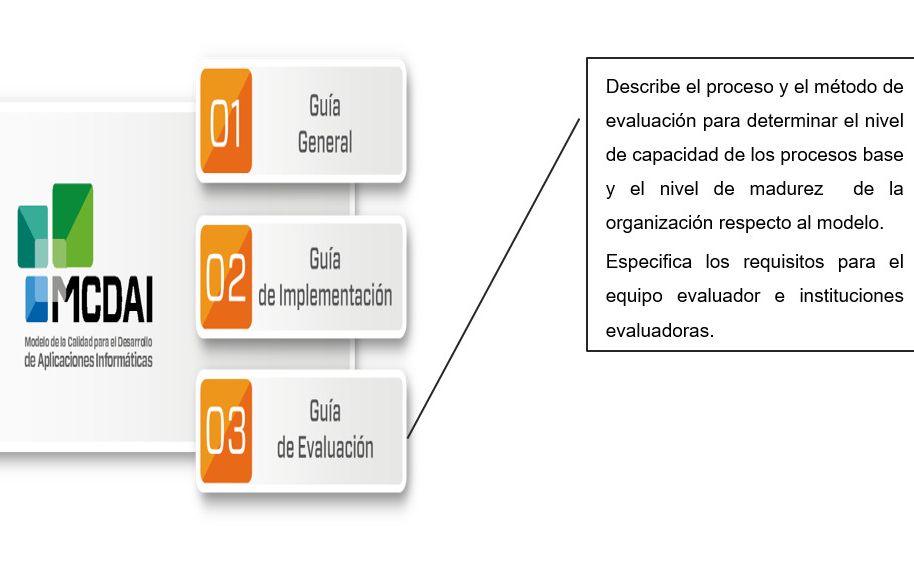 MCDAI
Modelo de la Calidad para el Desarrollo
de Aplicaciones Informáticas
01
Guía
General
02
Guía
de Implementación
03
Guía
de Evaluación
Describe el proceso y el método de
evaluación para determinar el nivel
de capacidad de los procesos base
y el nivel de madurez de la
organización respecto al modelo.
Especifica los requisitos para el
equipo evaluador e instituciones
evaluadoras.